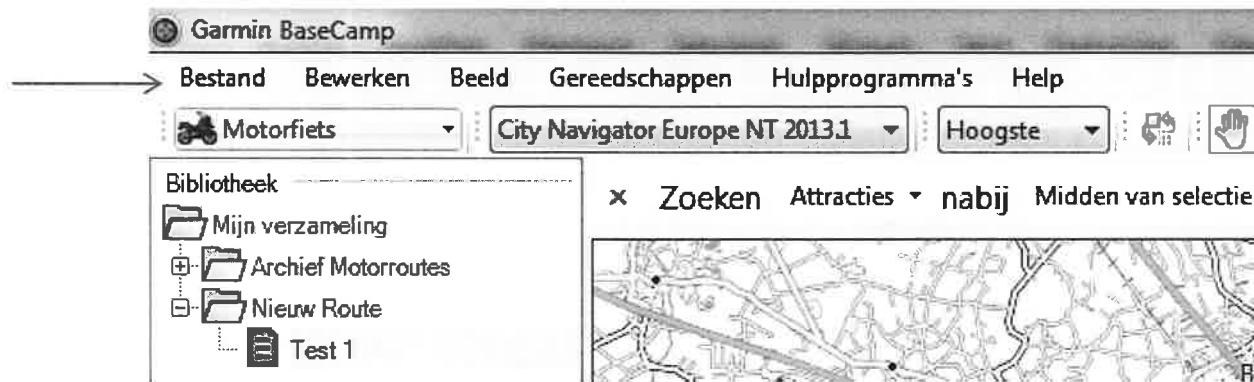 Garmin BaseCamp
Bestand Bewerken Beeld Gereedschappen Hulpprogramma's Help
Motorfiets City Navigator Europe NT 2013.1 Hoogste
Bibliotheek
× Zoeken Attracties nabij Midden van selectie
Mijn verzameling
Archief Motorroutes
Nieuw Route
Test 1
B